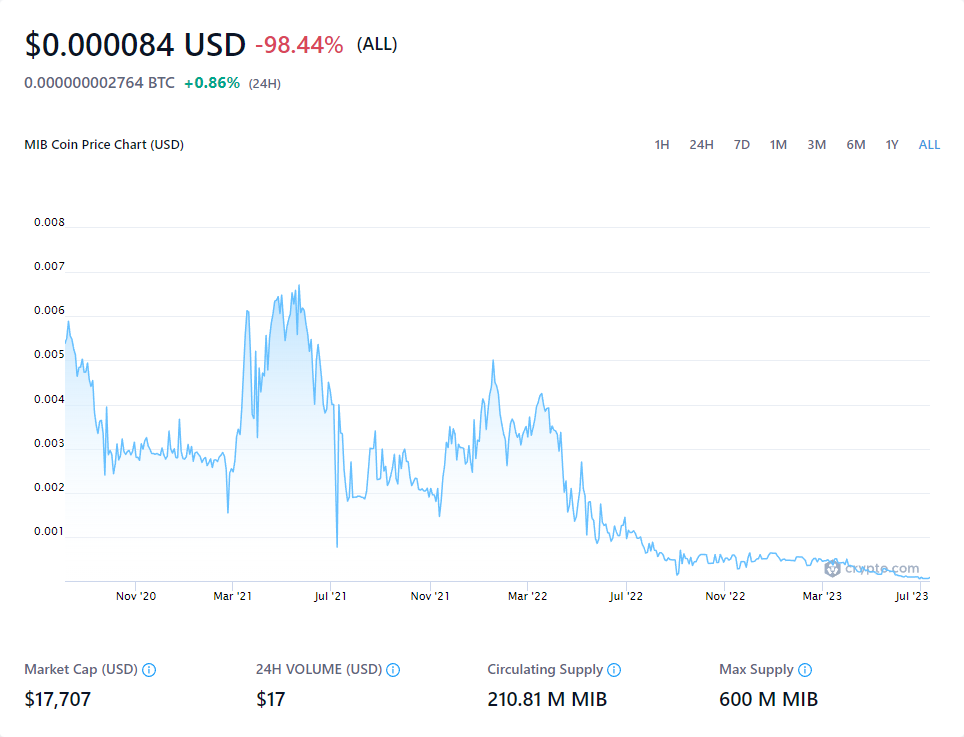 $0.000084 USD -98.44% (ALL)
0.000000002764 BTC +0.86% (24H)
MIB Coin Price Chart (USD) 1H 24H 7D 1M 3M 6M 1Y ALL
0.008
0.007
0.006
0.005
0.004
0.003
0.002
0.001
crypto.com
Nov '20 Mar '21 Jul '21 Nov '21 Mar '22 Jul '22 Nov '22 Mar '23 Jul '23
Market Cap (USD) 24H VOLUME (USD) Circulating Supply Max Supply
$17,707 $17 210.81 M MIB 600 M MIB